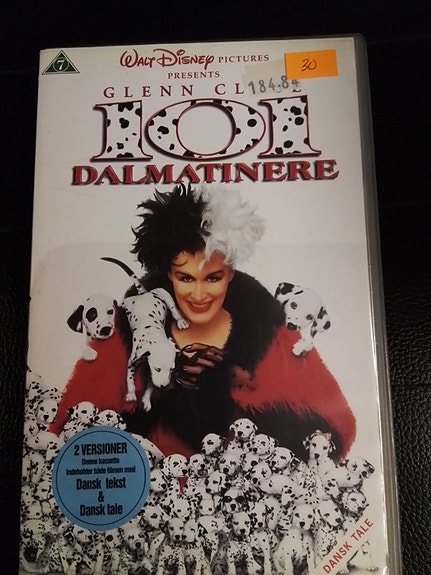 7
WALT DISNEY PICTURES
PRESENTS
30
184.84
GLENN CL
101
DALMATINERE
2 VERSIONER
Denne kassette
indeholder både filmen med
Dansk tekst
&
Dansk tale
DANSK TALE